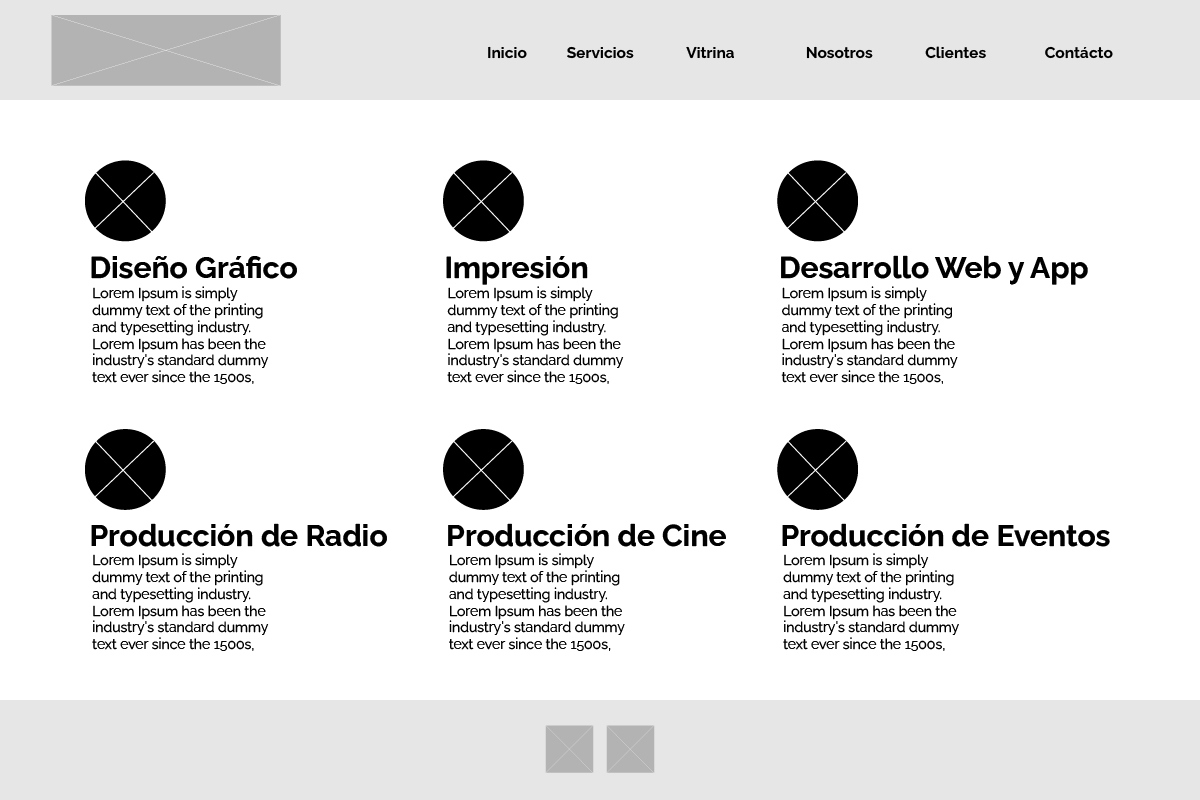 Inicio Servicios Vitrina Nosotros Clientes Contácto
Diseño Gráfico
Lorem Ipsum is simply
dummy text of the printing
and typesetting industry.
Lorem Ipsum has been the
industry's standard dummy
text ever since the 1500s,
Impresión
Lorem Ipsum is simply
dummy text of the printing
and typesetting industry.
Lorem Ipsum has been the
industry's standard dummy
text ever since the 1500s,
Desarrollo Web y App
Lorem Ipsum is simply
dummy text of the printing
and typesetting industry.
Lorem Ipsum has been the
industry's standard dummy
text ever since the 1500s,
Producción de Radio
Lorem Ipsum is simply
dummy text of the printing
and typesetting industry.
Lorem Ipsum has been the
industry's standard dummy
text ever since the 1500s,
Producción de Cine
Lorem Ipsum is simply
dummy text of the printing
and typesetting industry.
Lorem Ipsum has been the
industry's standard dummy
text ever since the 1500s,
Producción de Eventos
Lorem Ipsum is simply
dummy text of the printing
and typesetting industry.
Lorem Ipsum has been the
industry's standard dummy
text ever since the 1500s,